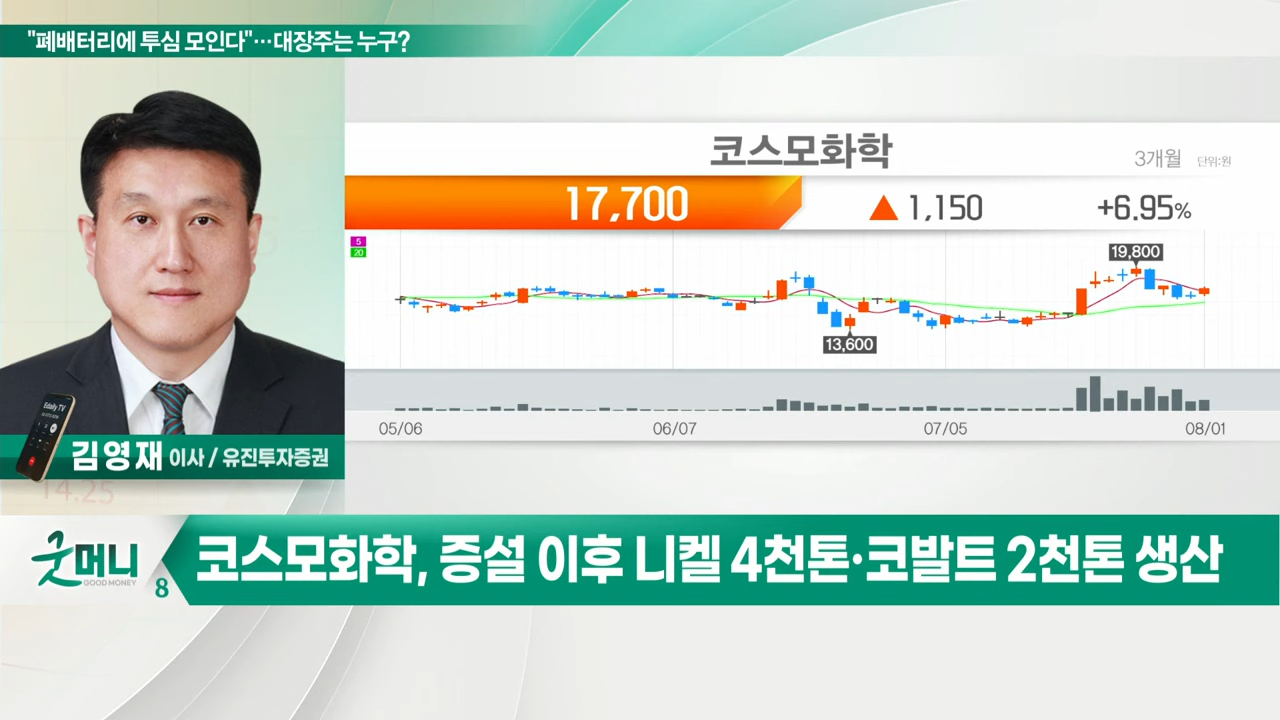 "폐배터리에 투심 모인다"…대장주는 누구?
코스모화학
3개월 단위:원
17,700 ▲ 1,150 +6.95%
5
20
19,800
13,600
05/06 06/07 07/05 08/01
Edaily TV
김영재 이사 / 유진투자증권
14.25
굿머니
GOOD MONEY
8
코스모화학, 증설 이후 니켈 4천톤·코발트 2천톤 생산